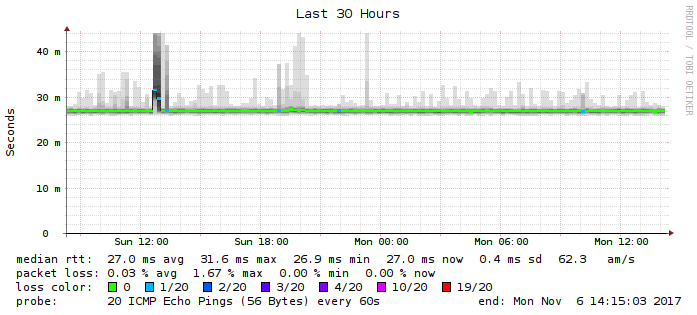 Last 30 Hours
RRDTOOL / TOBI OETIKER
Seconds
40 m
30 m
20 m
10 m
0
Sun 12:00 Sun 18:00 Mon 00:00 Mon 06:00 Mon 12:00
median rtt: 27.0 ms avg 31.6 ms max 26.9 ms min 27.0 ms now 0.4 ms sd 62.3 am/s
packet loss: 0.03 % avg 1.67 % max 0.00 % min 0.00 % now
loss color: 0 1/20 2/20 3/20 4/20 10/20 19/20
probe: 20 ICMP Echo Pings (56 Bytes) every 60s end: Mon Nov 6 14:15:03 2017